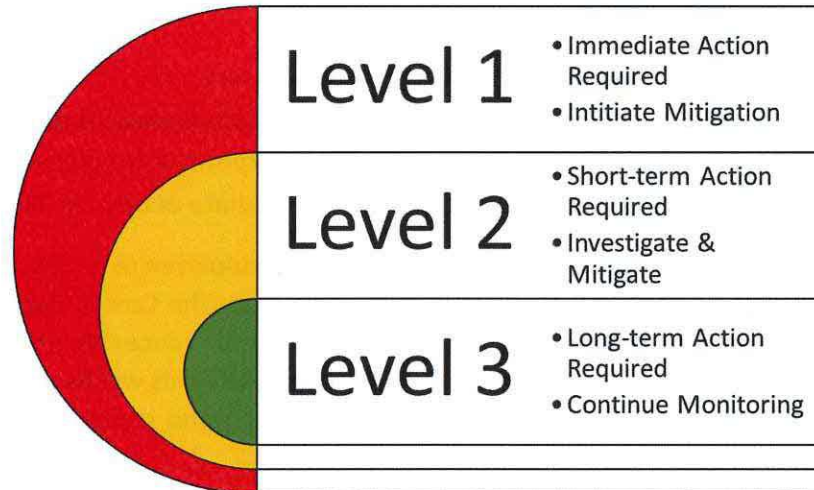 Level 1
• Immediate Action
Required
• Intitiate Mitigation
Level 2
• Short-term Action
Required
• Investigate &
Mitigate
Level 3
• Long-term Action
Required
• Continue Monitoring